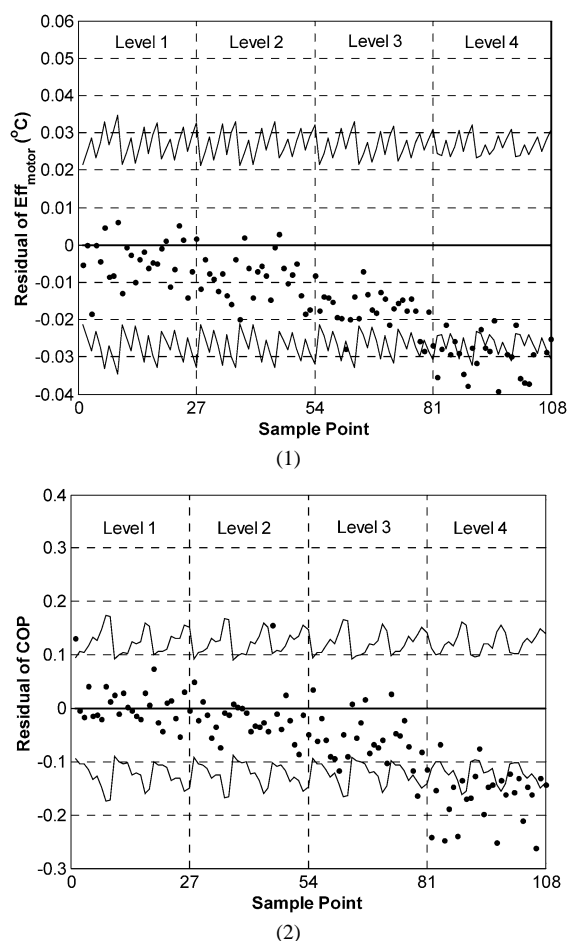 0.06
Level 1 Level 2 Level 3 Level 4
0.05
0.04
0.03
0.02
0.01
0
-0.01
-0.02
-0.03
-0.04
Residual of Eff_motor (°C)
0 27 54 81 108
Sample Point
(1)
0.4
Level 1 Level 2 Level 3 Level 4
0.3
0.2
0.1
0
-0.1
-0.2
-0.3
Residual of COP
0 27 54 81 108
Sample Point
(2)